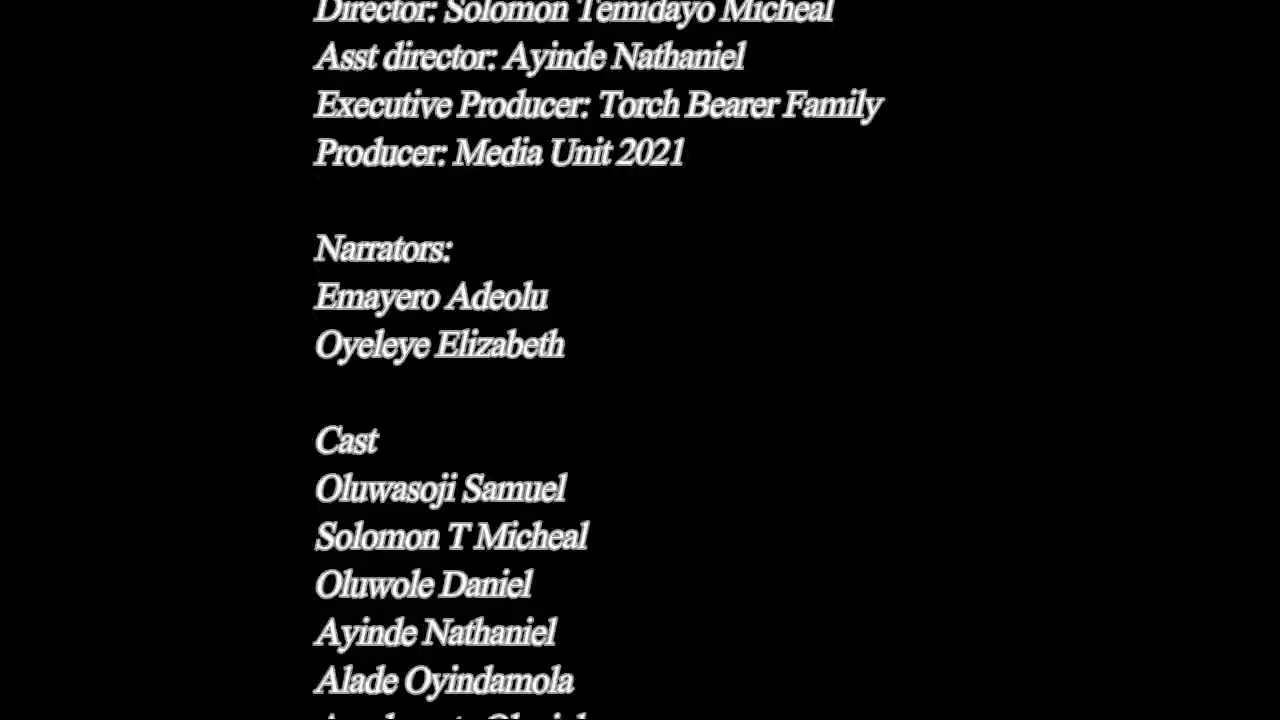 Director: Solomon Temidayo Micheal
Asst director: Ayinde Nathaniel
Executive Producer: Torch Bearer Family
Producer: Media Unit 2021
Narrators:
Emayero Adeolu
Oyeleye Elizabeth
Cast
Oluwasoji Samuel
Solomon T Micheal
Oluwole Daniel
Ayinde Nathaniel
Alade Oyindamola